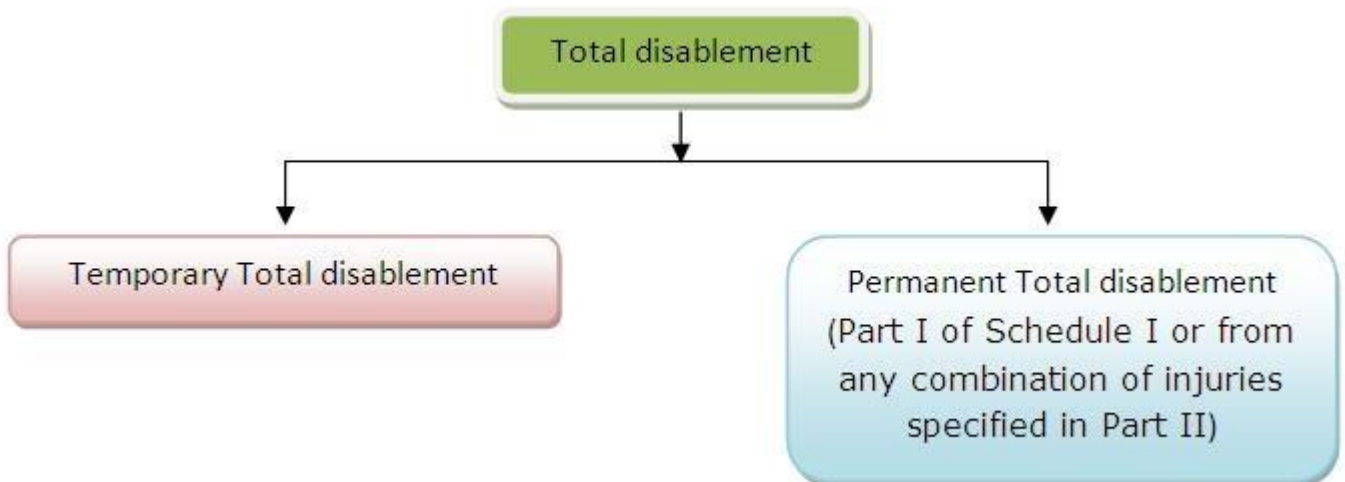 Total disablement
Temporary Total disablement
Permanent Total disablement
(Part I of Schedule I or from
any combination of injuries
specified in Part II)